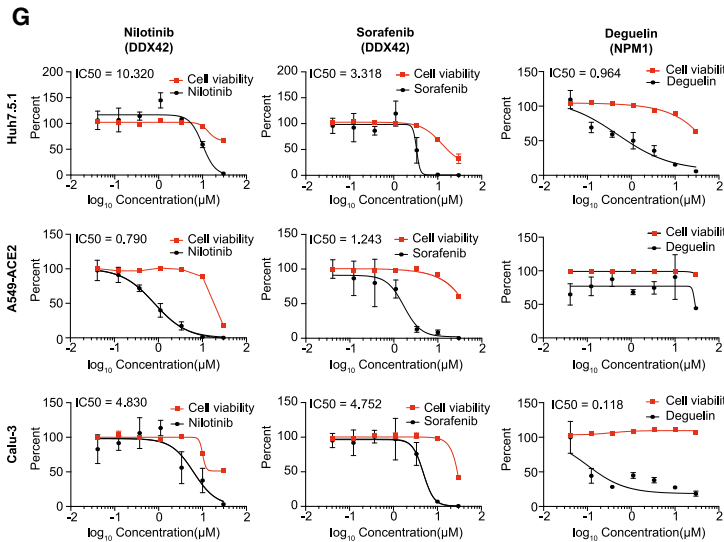 G
Nilotinib
(DDX42)
Sorafenib
(DDX42)
Deguelin
(NPM1)
Huh7.5.1
Percent
200
150
100
50
0
IC50 = 10.320
Cell viability
Nilotinib
-2
-1
0
1
2
log10 Concentration(μM)
Percent
200
150
100
50
0
IC50 = 3.318
Cell viability
Sorafenib
-2
-1
0
1
2
log10 Concentration(μM)
Percent
150
100
50
0
IC50 = 0.964
Cell viability
Deguelin
-2
-1
0
1
2
log10 Concentration(μM)
A549-ACE2
Percent
150
100
50
0
IC50 = 0.790
Cell viability
Nilotinib
-2
-1
0
1
2
log10 Concentration(μM)
Percent
150
100
50
0
IC50 = 1.243
Cell viability
Sorafenib
-2
-1
0
1
2
log10 Concentration(μM)
Percent
150
100
50
0
Cell viability
Deguelin
-2
-1
0
1
2
log10 Concentration(μM)
Calu-3
Percent
150
100
50
0
IC50 = 4.830
Cell viability
Nilotinib
-2
-1
0
1
2
log10 Concentration(μM)
Percent
150
100
50
0
IC50 = 4.752
Cell viability
Sorafenib
-2
-1
0
1
2
log10 Concentration(μM)
Percent
150
100
50
0
IC50 = 0.118
Cell viability
Deguelin
-2
-1
0
1
2
log10 Concentration(μM)